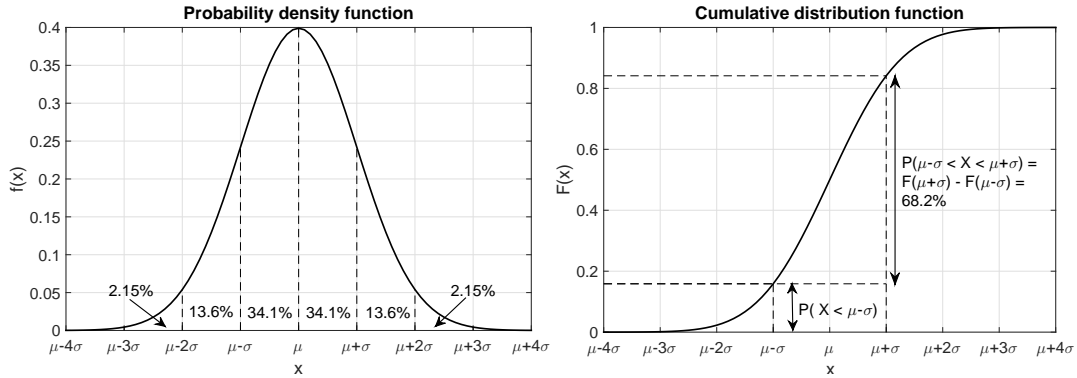 Probability density function
0.4
0.35
0.3
0.25
0.2
0.15
0.1
0.05
0
f(x)
2.15%
13.6%
34.1%
34.1%
13.6%
2.15%
μ-4σ
μ-3σ
μ-2σ
μ-σ
μ
μ+σ
μ+2σ
μ+3σ
μ+4σ
x
Cumulative distribution function
1
0.8
0.6
0.4
0.2
0
F(x)
P(μ-σ < X < μ+σ) =
F(μ+σ) - F(μ-σ) =
68.2%
P( X < μ-σ)
μ-4σ
μ-3σ
μ-2σ
μ-σ
μ
μ+σ
μ+2σ
μ+3σ
μ+4σ
x